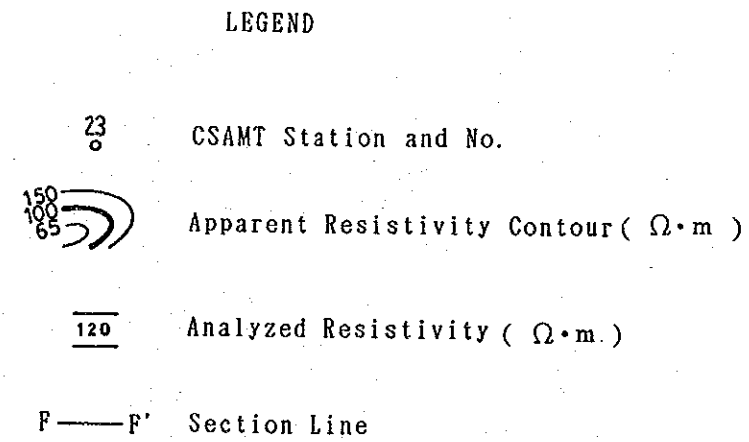 LEGEND
23 CSAMT Station and No.
150
100
65 Apparent Resistivity Contour ( Ω·m )
120 Analyzed Resistivity ( Ω·m. )
F——F' Section Line